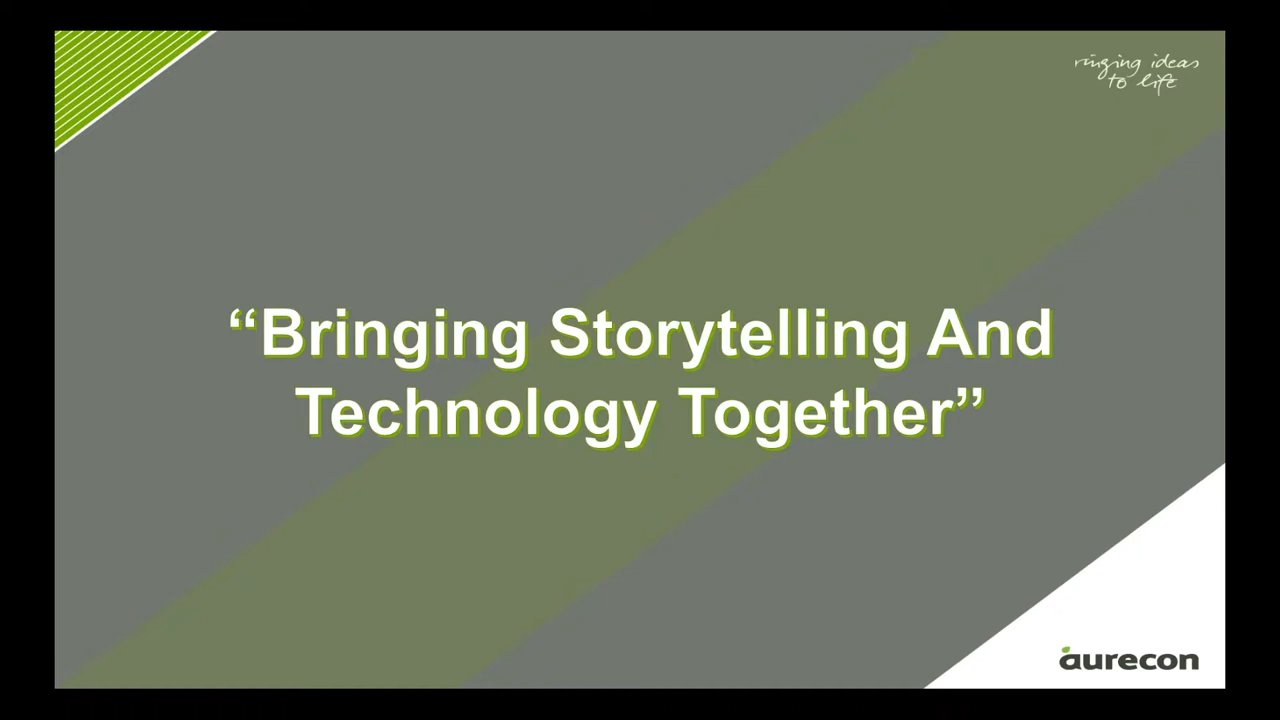 ringing ideas
to life
“Bringing Storytelling And
Technology Together”
aurecon